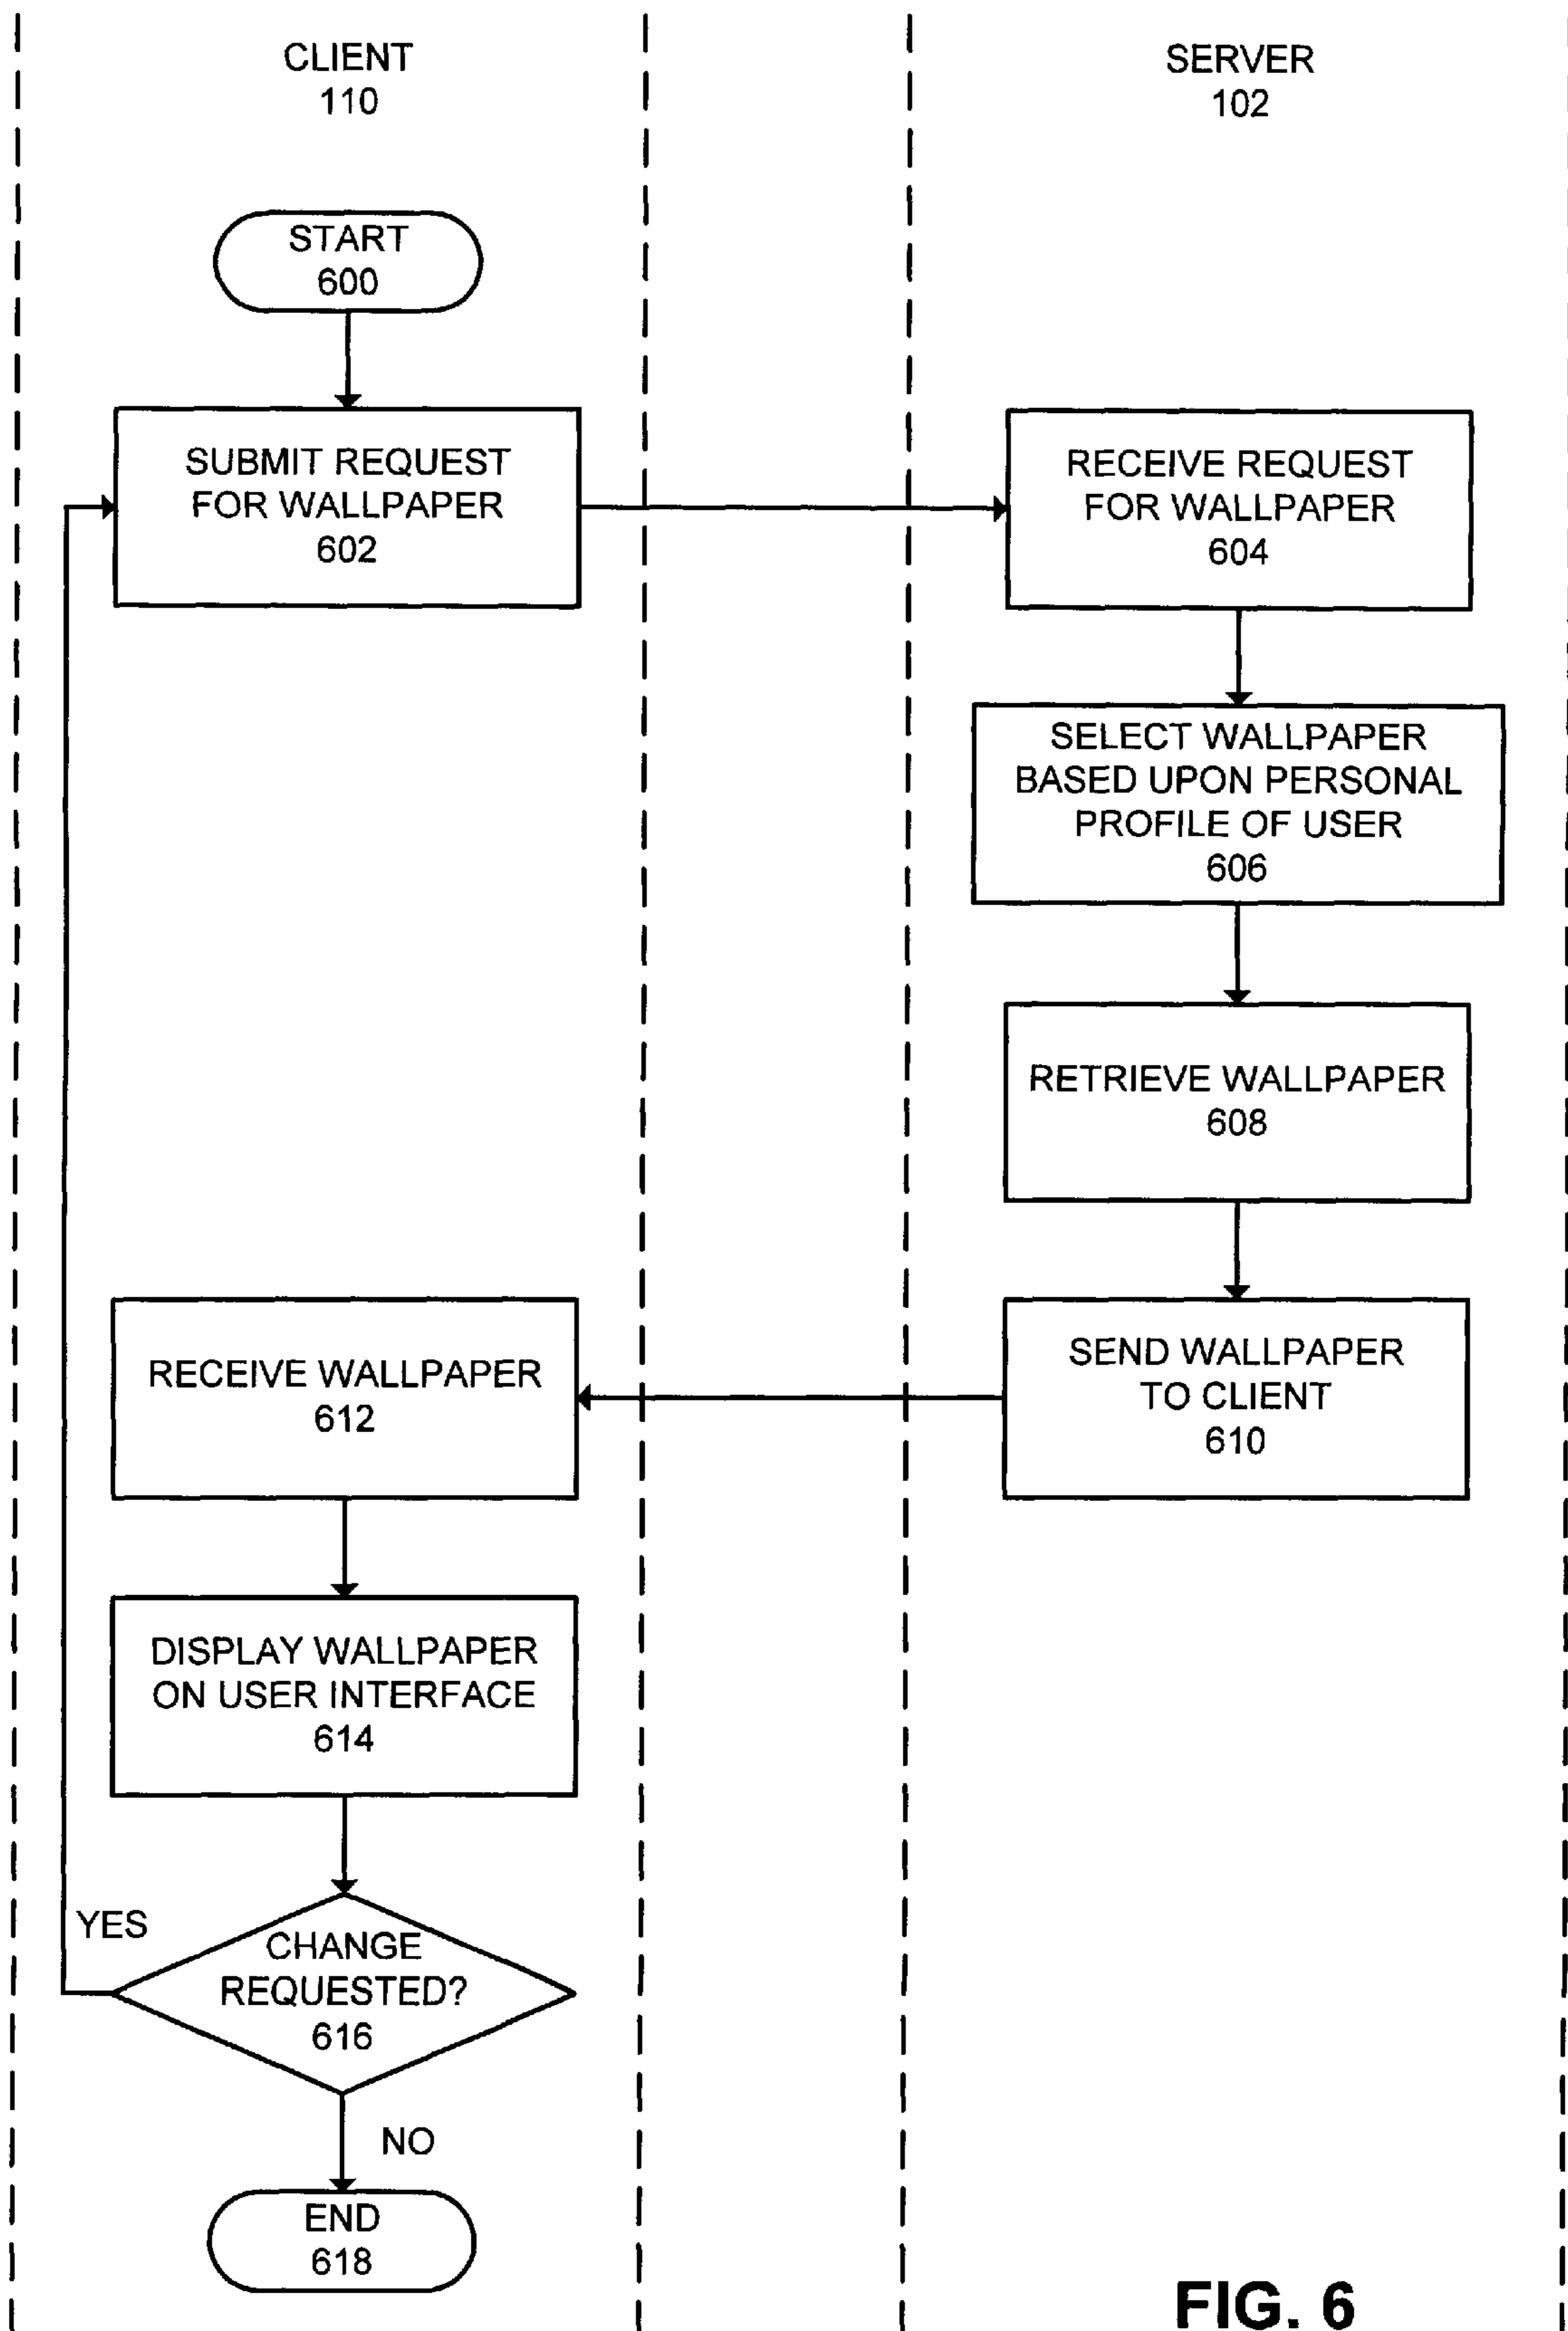 CLIENT
110
SERVER
102
START
600
SUBMIT REQUEST
FOR WALLPAPER
602
RECEIVE REQUEST
FOR WALLPAPER
604
SELECT WALLPAPER
BASED UPON PERSONAL
PROFILE OF USER
606
RETRIEVE WALLPAPER
608
SEND WALLPAPER
TO CLIENT
610
RECEIVE WALLPAPER
612
DISPLAY WALLPAPER
ON USER INTERFACE
614
YES
CHANGE
REQUESTED?
616
NO
END
618
FIG. 6